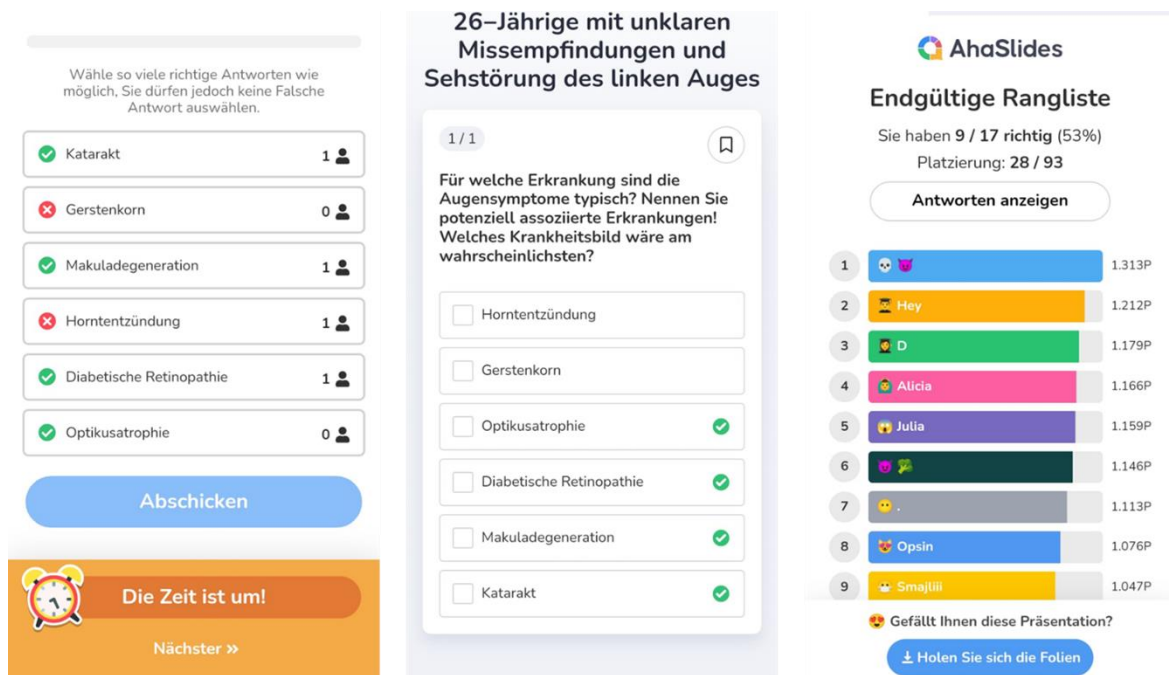 Wähle so viele richtige Antworten wie
möglich, Sie dürfen jedoch keine Falsche
Antwort auswählen.
Katarakt 1
Gerstenkorn 0
Makuladegeneration 1
Horntentzündung 1
Diabetische Retinopathie 1
Optikusatrophie 0
Abschicken
Die Zeit ist um!
Nächster »
26–Jährige mit unklaren
Missempfindungen und
Sehstörung des linken Auges
1 / 1
Für welche Erkrankung sind die
Augensymptome typisch? Nennen Sie
potenziell assoziierte Erkrankungen!
Welches Krankheitsbild wäre am
wahrscheinlichsten?
Horntentzündung
Gerstenkorn
Optikusatrophie
Diabetische Retinopathie
Makuladegeneration
Katarakt
AhaSlides
Endgültige Rangliste
Sie haben 9 / 17 richtig (53%)
Platzierung: 28 / 93
Antworten anzeigen
1 💀 😈 1.313P
2 👨‍🎓 Hey 1.212P
3 👩‍🎓 D 1.179P
4 🙆‍♂️ Alicia 1.166P
5 😱 Julia 1.159P
6 😈 🥦 1.146P
7 😶 . 1.113P
8 😻 Opsin 1.076P
9 😷 Smajliii 1.047P
😍 Gefällt Ihnen diese Präsentation?
Holen Sie sich die Folien